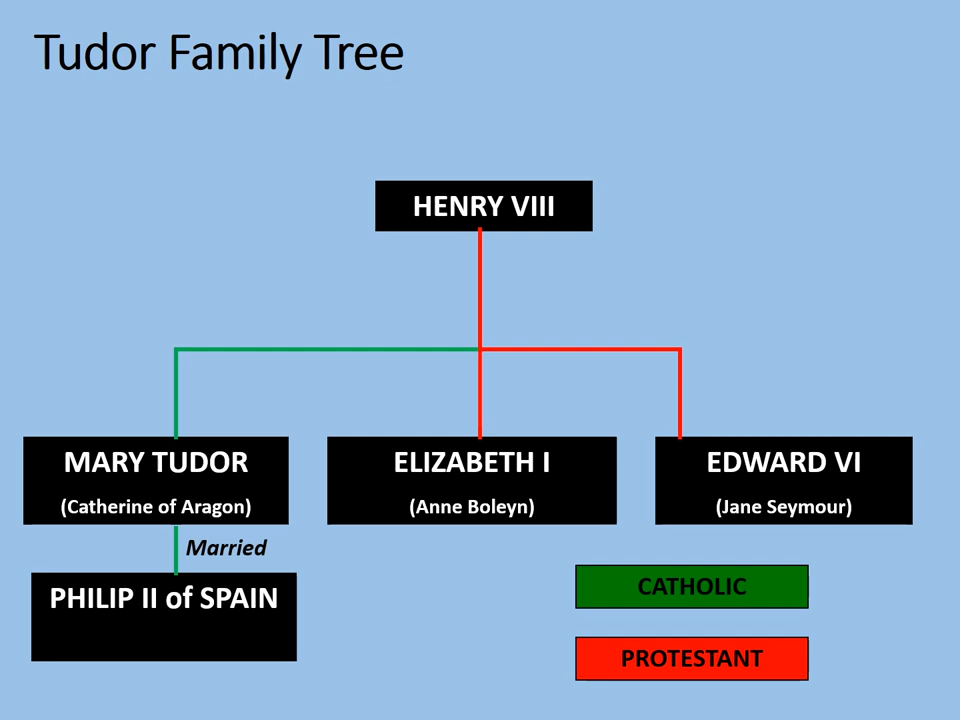 Tudor Family Tree
HENRY VIII
MARY TUDOR
(Catherine of Aragon)
ELIZABETH I
(Anne Boleyn)
EDWARD VI
(Jane Seymour)
Married
PHILIP II of SPAIN
CATHOLIC
PROTESTANT